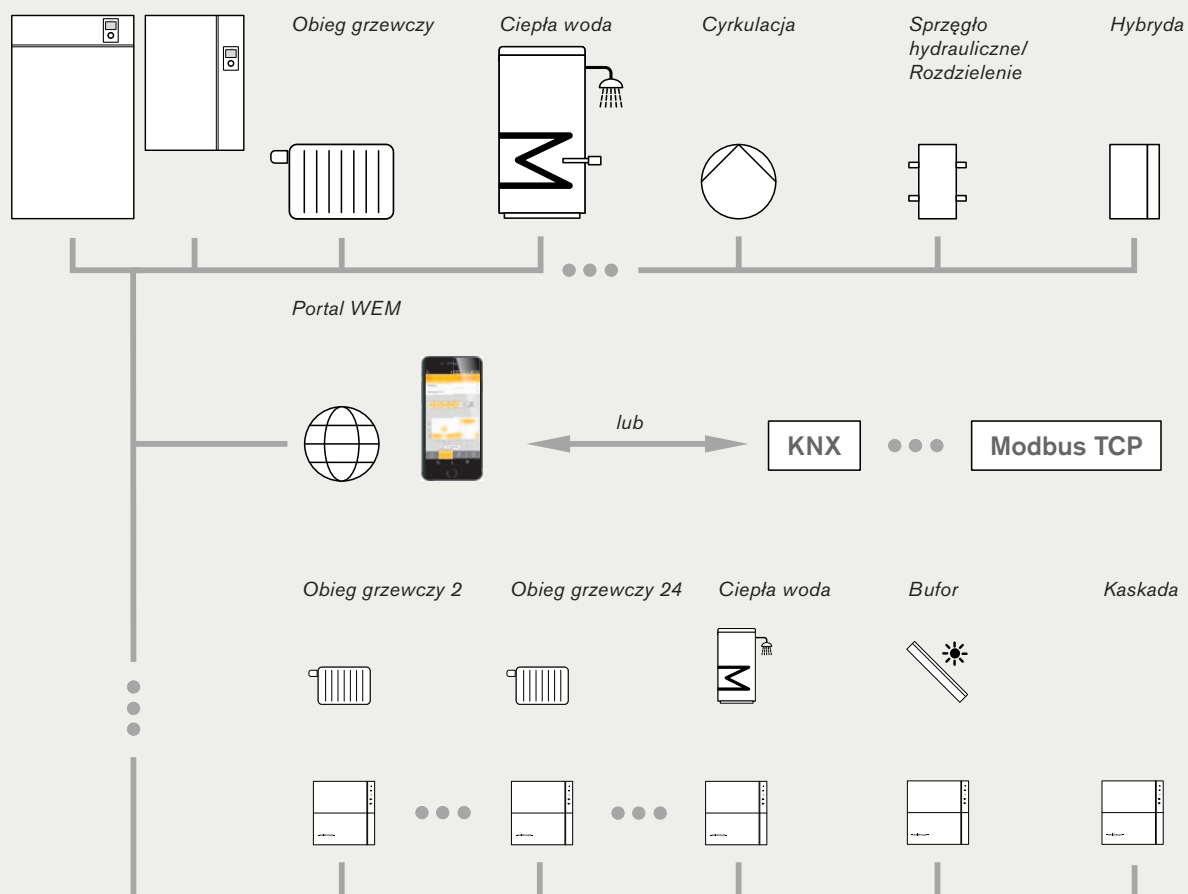 Obieg grzewczy
Ciepła woda
Cyrkulacja
Sprzęgło
hydrauliczne/
Rozdzielenie
Hybryda
Portal WEM
lub
KNX
Modbus TCP
Obieg grzewczy 2
Obieg grzewczy 24
Ciepła woda
Bufor
Kaskada